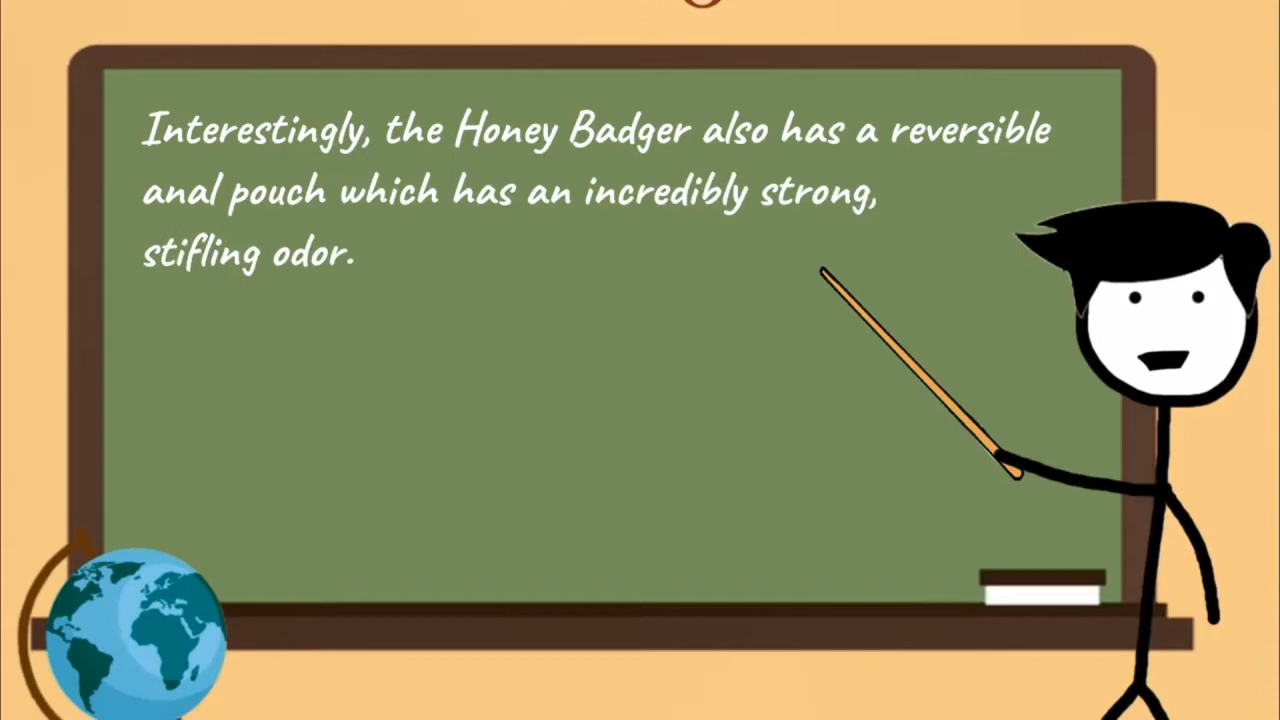 Interestingly, the Honey Badger also has a reversible
anal pouch which has an incredibly strong,
stifling odor.